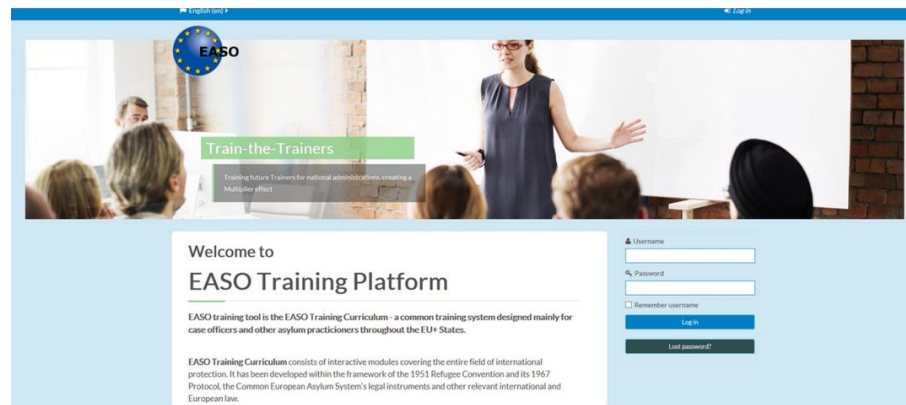 English (en)
Log in
EASO
Train-the-Trainers
Training future Trainers for national administrations, creating a
Multiplier effect
Welcome to
EASO Training Platform
EASO training tool is the EASO Training Curriculum - a common training system designed mainly for
case officers and other asylum practicioners throughout the EU+ States.
EASO Training Curriculum consists of interactive modules covering the entire field of international
protection. It has been developed within the framework of the 1951 Refugee Convention and its 1967
Protocol, the Common European Asylum System's legal instruments and other relevant international and
European law.
Username
Password
Remember username
Log in
Lost password?